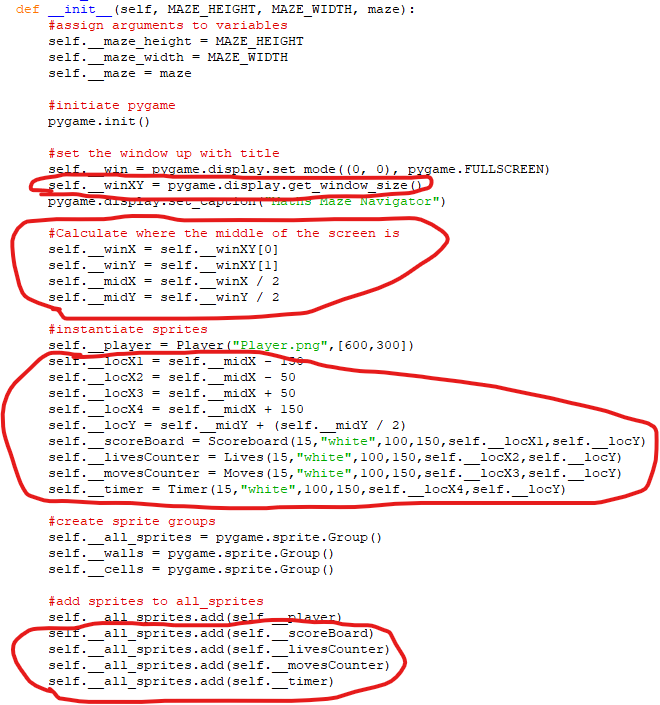 def __init__(self, MAZE_HEIGHT, MAZE_WIDTH, maze):
#assign arguments to variables
self.__maze_height = MAZE_HEIGHT
self.__maze_width = MAZE_WIDTH
self.__maze = maze
#initiate pygame
pygame.init()
#set the window up with title
self.__win = pygame.display.set_mode((0, 0), pygame.FULLSCREEN)
self.__winXY = pygame.display.get_window_size()
pygame.display.set_caption("Maths Maze Navigator")
#Calculate where the middle of the screen is
self.__winX = self.__winXY[0]
self.__winY = self.__winXY[1]
self.__midX = self.__winX / 2
self.__midY = self.__winY / 2
#instantiate sprites
self.__player = Player("Player.png",[600,300])
self.__locX1 = self.__midX - 150
self.__locX2 = self.__midX - 50
self.__locX3 = self.__midX + 50
self.__locX4 = self.__midX + 150
self.__locY = self.__midY + (self.__midY / 2)
self.__scoreBoard = Scoreboard(15,"white",100,150,self.__locX1,self.__locY)
self.__livesCounter = Lives(15,"white",100,150,self.__locX2,self.__locY)
self.__movesCounter = Moves(15,"white",100,150,self.__locX3,self.__locY)
self.__timer = Timer(15,"white",100,150,self.__locX4,self.__locY)
#create sprite groups
self.__all_sprites = pygame.sprite.Group()
self.__walls = pygame.sprite.Group()
self.__cells = pygame.sprite.Group()
#add sprites to all_sprites
self.__all_sprites.add(self.__player)
self.__all_sprites.add(self.__scoreBoard)
self.__all_sprites.add(self.__livesCounter)
self.__all_sprites.add(self.__movesCounter)
self.__all_sprites.add(self.__timer)